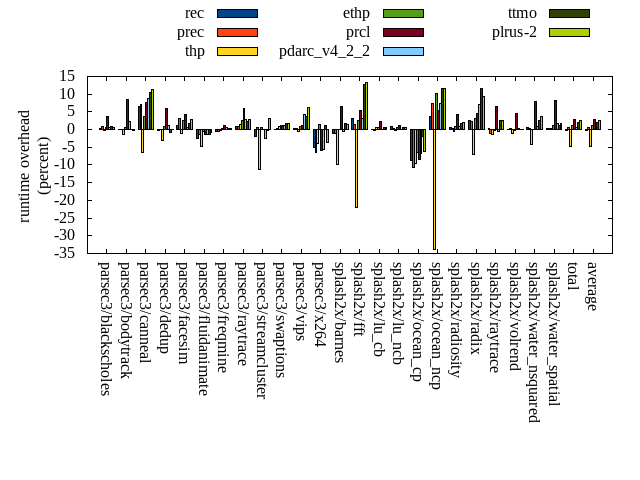 rec
prec
thp
ethp
prcl
pdarc_v4_2_2
ttmo
plrus-2
runtime overhead
(percent)
15
10
5
0
-5
-10
-15
-20
-25
-30
-35
parsec3/blackscholes
parsec3/bodytrack
parsec3/canneal
parsec3/dedup
parsec3/facesim
parsec3/fluidanimate
parsec3/freqmine
parsec3/raytrace
parsec3/streamcluster
parsec3/swaptions
parsec3/vips
parsec3/x264
splash2x/barnes
splash2x/fft
splash2x/lu_cb
splash2x/lu_ncb
splash2x/ocean_cp
splash2x/ocean_ncp
splash2x/radiosity
splash2x/radix
splash2x/raytrace
splash2x/volrend
splash2x/water_nsquared
splash2x/water_spatial
total
average